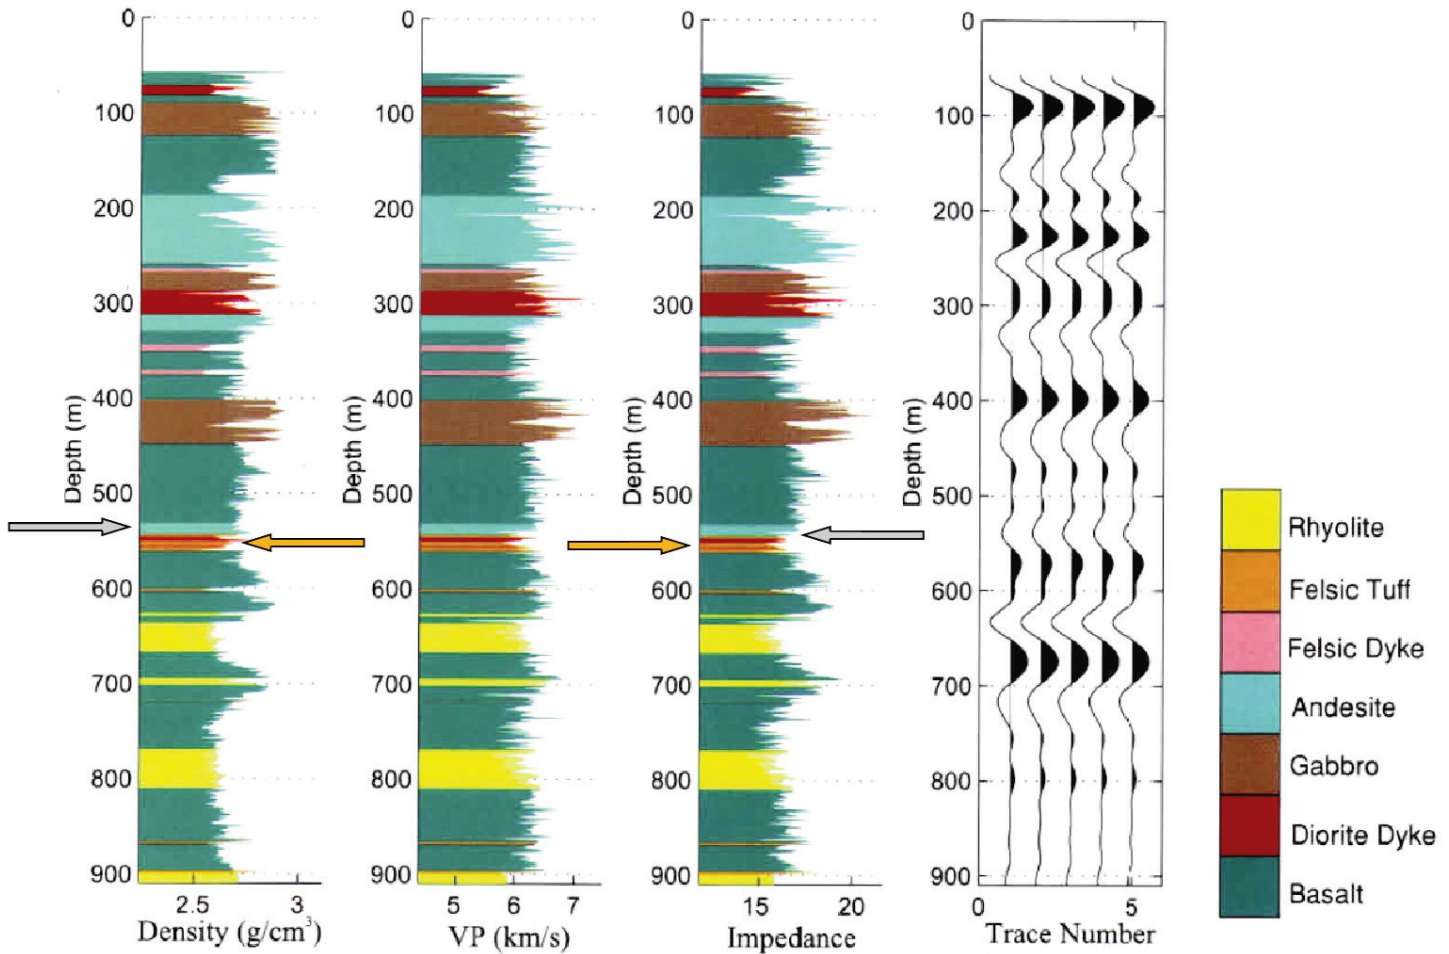 0
100
200
300
400
500
600
700
800
900
Depth (m)
2.5 3
Density (g/cm³)
0
100
200
300
400
500
600
700
800
900
Depth (m)
5 6 7
VP (km/s)
0
100
200
300
400
500
600
700
800
900
Depth (m)
15 20
Impedance
0
100
200
300
400
500
600
700
800
900
Depth (m)
0 5
Trace Number
Rhyolite
Felsic Tuff
Felsic Dyke
Andesite
Gabbro
Diorite Dyke
Basalt